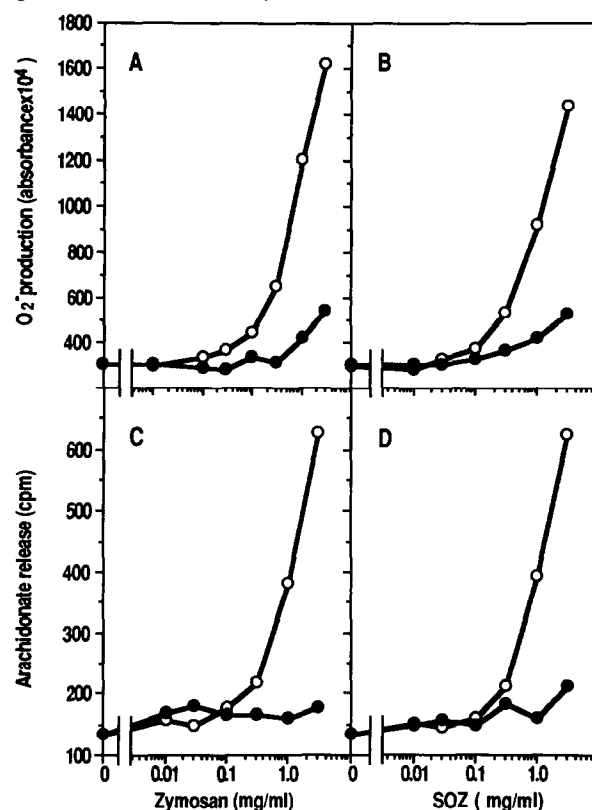 A
B
O2- production (absorbancex10⁴)
1800
1600
1400
1200
1000
800
600
400
C
D
Arachidonate release (cpm)
600
500
400
300
200
150
100
0 0.01 0.1 1.0
0 0.01 0.1 1.0
Zymosan (mg/ml)
SOZ ( mg/ml)